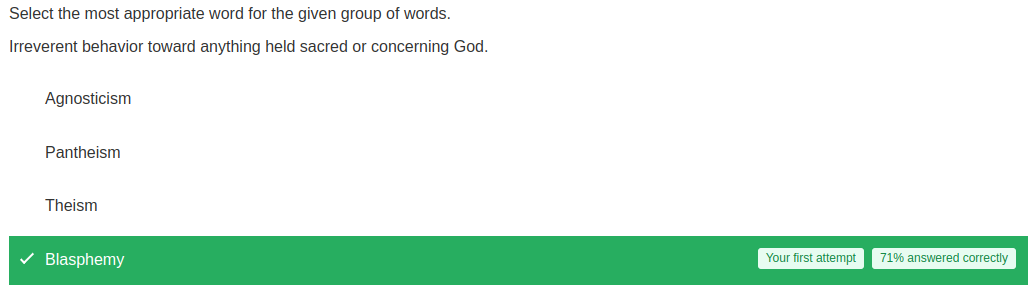 Select the most appropriate word for the given group of words.
Irreverent behavior toward anything held sacred or concerning God.
Agnosticism
Pantheism
Theism
Blasphemy Your first attempt 71% answered correctly